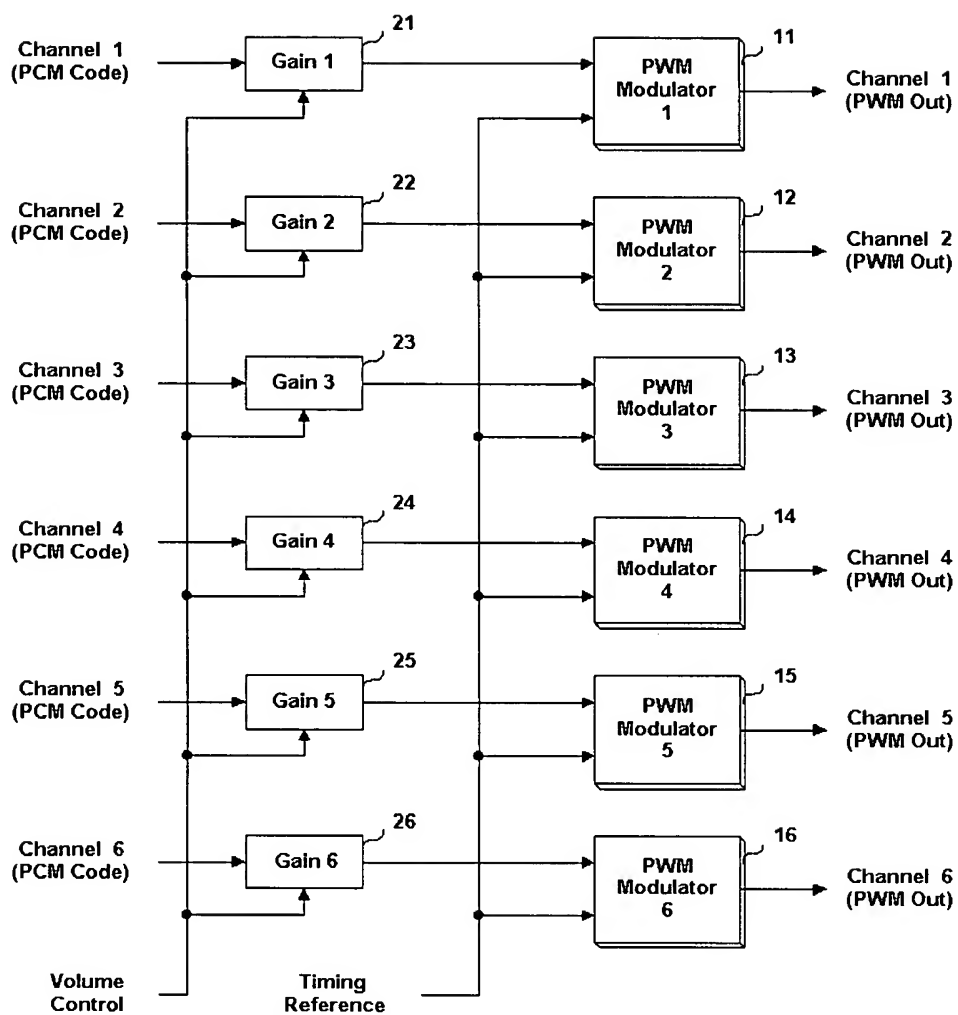 21
11
Channel 1
(PCM Code)
Gain 1
PWM
Modulator
1
Channel 1
(PWM Out)
22
12
Channel 2
(PCM Code)
Gain 2
PWM
Modulator
2
Channel 2
(PWM Out)
23
13
Channel 3
(PCM Code)
Gain 3
PWM
Modulator
3
Channel 3
(PWM Out)
24
14
Channel 4
(PCM Code)
Gain 4
PWM
Modulator
4
Channel 4
(PWM Out)
25
15
Channel 5
(PCM Code)
Gain 5
PWM
Modulator
5
Channel 5
(PWM Out)
26
16
Channel 6
(PCM Code)
Gain 6
PWM
Modulator
6
Channel 6
(PWM Out)
Volume
Control
Timing
Reference